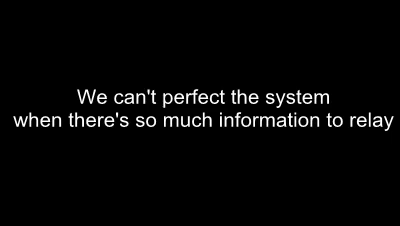 We can't perfect the system
when there's so much information to relay